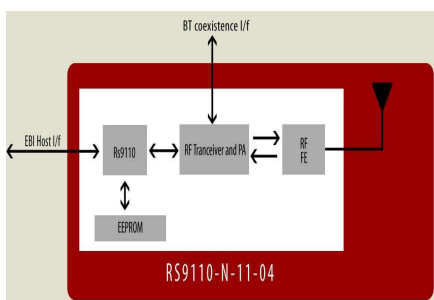 BT coexistence I/f
EBI Host I/f
Rs9110
RF Tranceiver and PA
RF
FE
EEPROM
RS9110-N-11-04